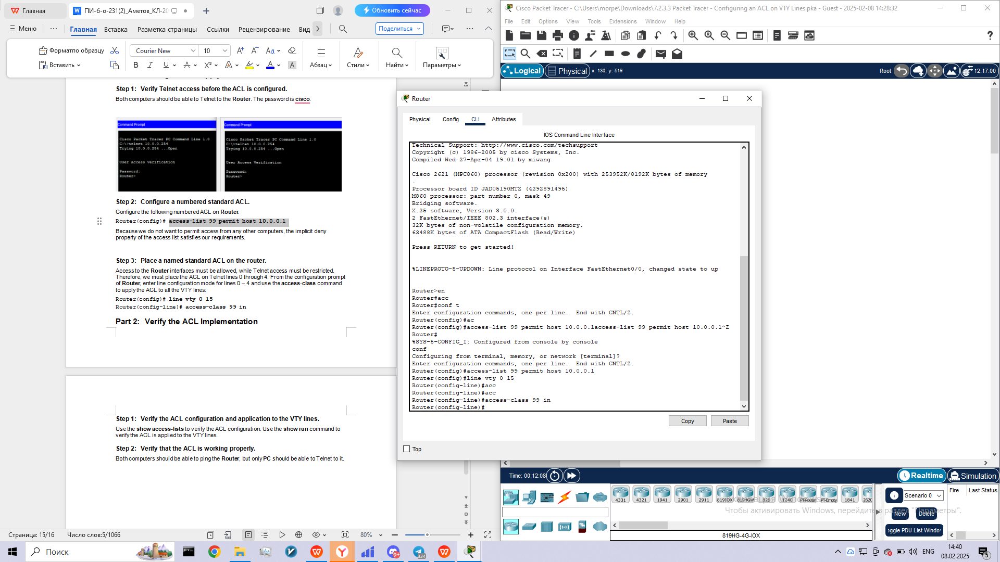 Главная
ПИ-6-о-231(2)_Аметов_КЛ-20
Обновить сейчас
Меню
Главная
Вставка
Разметка страницы
Ссылки
Рецензирование
Вид
Поделиться
Формат по образцу
Вставить
Courier New
10
Абзац
Стили
Найти
Параметры
Step 1: Verify Telnet access before the ACL is configured.
Both computers should be able to Telnet to the Router. The password is cisco.
Command Prompt
Cisco Packet Tracer PC Command Line 1.0
C:\>telnet 10.0.0.254
Trying 10.0.0.254 ...Open
User Access Verification
Password:
Router>
Command Prompt
Cisco Packet Tracer PC Command Line 1.0
C:\>telnet 10.0.0.254
Trying 10.0.0.254 ...Open
User Access Verification
Password:
Router>
Step 2: Configure a numbered standard ACL.
Configure the following numbered ACL on Router.
Router(config)# access-list 99 permit host 10.0.0.1
Because we do not want to permit access from any other computers, the implicit deny
property of the access list satisfies our requirements.
Step 3: Place a named standard ACL on the router.
Access to the Router interfaces must be allowed, while Telnet access must be restricted.
Therefore, we must place the ACL on Telnet lines 0 through 4. From the configuration prompt
of Router, enter line configuration mode for lines 0 – 4 and use the access-class command
to apply the ACL to all the VTY lines:
Router(config)# line vty 0 15
Router(config-line)# access-class 99 in
Part 2: Verify the ACL Implementation
Step 1: Verify the ACL configuration and application to the VTY lines.
Use the show access-lists to verify the ACL configuration. Use the show run command to
verify the ACL is applied to the VTY lines.
Step 2: Verify that the ACL is working properly.
Both computers should be able to ping the Router, but only PC should be able to Telnet to it.
Страница: 15/16
Число слов:5/1066
80%
Cisco Packet Tracer - C:\Users\morpe\Downloads\7.2.3.3 Packet Tracer - Configuring an ACL on VTY Lines.pka - Guest - 2025-02-08 14:28:32
File Edit Options View Tools Extensions Window Help
Logical
Physical
x: 130, y: 519
Root
12:17:00
Router
Physical
Config
CLI
Attributes
IOS Command Line Interface
Technical Support: http://www.cisco.com/techsupport
Copyright (c) 1986-2005 by cisco Systems, Inc.
Compiled Wed 27-Apr-04 19:01 by miwang
Cisco 2621 (MPC860) processor (revision 0x200) with 253952K/8192K bytes of memory
.
Processor board ID JAD05190MTZ (4292891495)
M860 processor: part number 0, mask 49
Bridging software.
X.25 software, Version 3.0.0.
2 FastEthernet/IEEE 802.3 interface(s)
32K bytes of non-volatile configuration memory.
63488K bytes of ATA CompactFlash (Read/Write)
Press RETURN to get started!
%LINEPROTO-5-UPDOWN: Line protocol on Interface FastEthernet0/0, changed state to up
Router>en
Router#acc
Router#conf t
Enter configuration commands, one per line.  End with CNTL/Z.
Router(config)#ac
Router(config)#access-list 99 permit host 10.0.0.1access-list 99 permit host 10.0.0.1^Z
Router#
%SYS-5-CONFIG_I: Configured from console by console
conf
Configuring from terminal, memory, or network [terminal]?
Enter configuration commands, one per line.  End with CNTL/Z.
Router(config)#access-list 99 permit host 10.0.0.1
Router(config)#line vty 0 15
Router(config-line)#acc
Router(config-line)#acc
Router(config-line)#access-class 99 in
Router(config-line)#
Copy
Paste
Top
Time: 00:12:08
Realtime
Simulation
4331
4321
1941
2901
2911
819IOX
819HGW
829
1240
PT-Router
PT-Empty
1841
2620
819HG-4G-IOX
Scenario 0
New
Delete
oggle PDU List Windo
Fire
Last Status
Чтобы активировать Windows, перейдите в раздел "Параметры".
Поиск
9+
334
ENG
14:40
08.02.2025
5